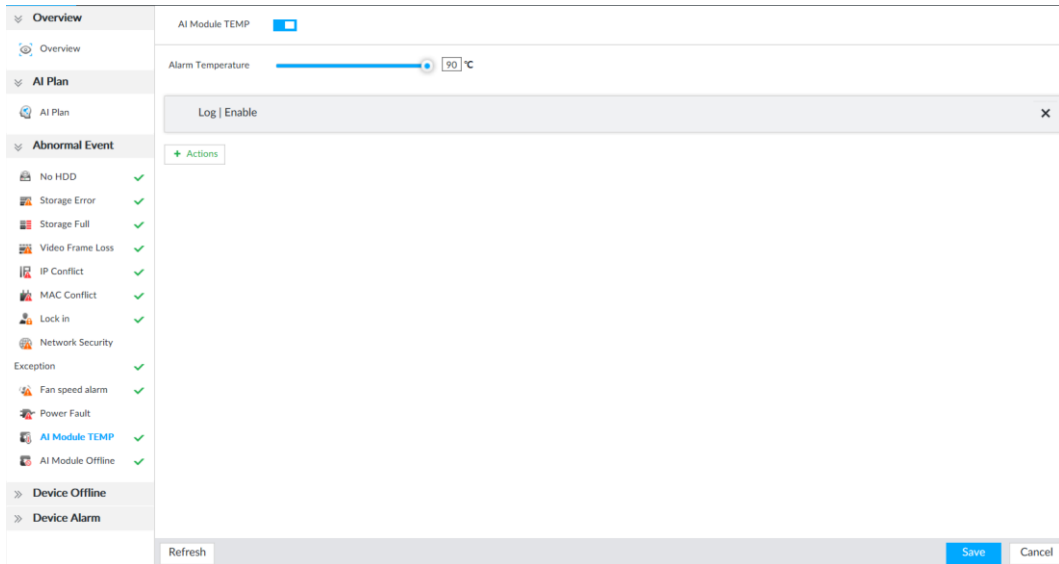 Overview
Overview
AI Plan
AI Plan
Abnormal Event
No HDD
Storage Error
Storage Full
Video Frame Loss
IP Conflict
MAC Conflict
Lock in
Network Security
Exception
Fan speed alarm
Power Fault
AI Module TEMP
AI Module Offline
Device Offline
Device Alarm
AI Module TEMP
Alarm Temperature 90 °C
Log | Enable
+ Actions
Refresh Save Cancel